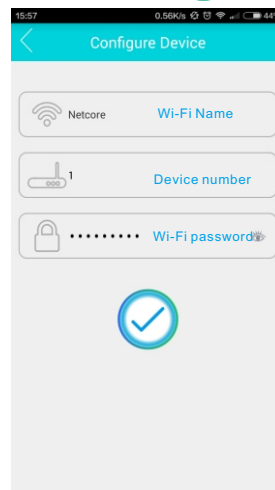 15:57 0.56K/s 44%
Configure Device
Netcore Wi-Fi Name
1 Device number
••••••••• Wi-Fi password